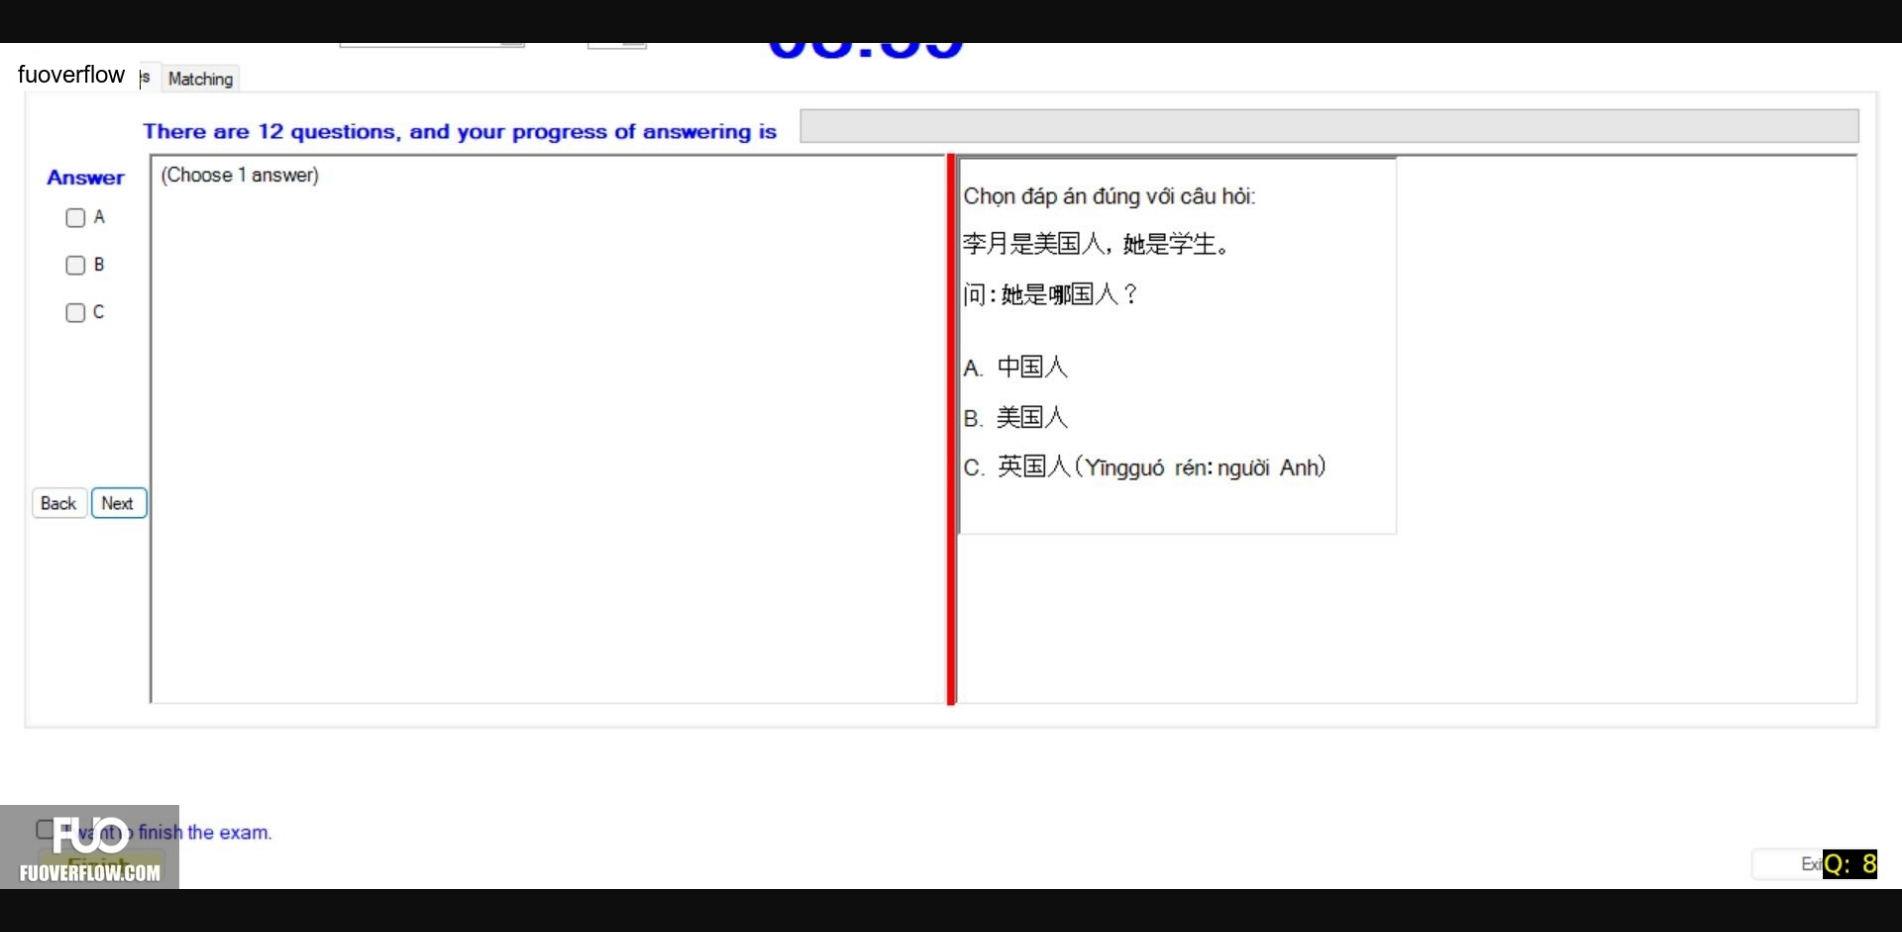 fuoverflow
Matching
There are 12 questions, and your progress of answering is
Answer
(Choose 1 answer)
A
B
C
Back
Next
Chọn đáp án đúng với câu hỏi:
李月是美国人，她是学生。
问：她是哪国人？
A. 中国人
B. 美国人
C. 英国人（Yīngguó rén: người Anh）
want to finish the exam.
FUO
FUOVERFLOW.COM
Q: 8